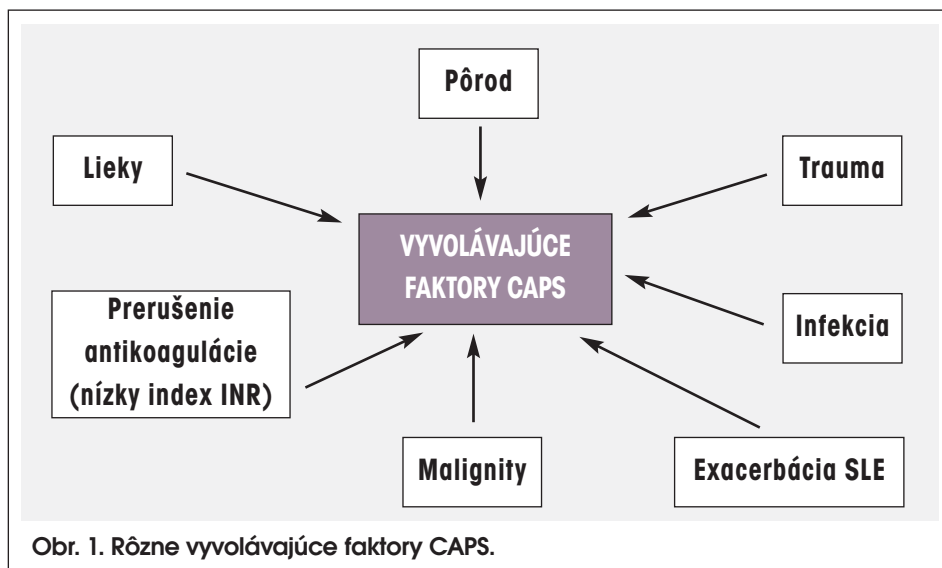 Pôrod
Lieky
Trauma
VYVOLÁVAJÚCE
FAKTORY CAPS
Prerušenie
antikoagulácie
(nízky index INR)
Infekcia
Malignity
Exacerbácia SLE
Obr. 1. Rôzne vyvolávajúce faktory CAPS.